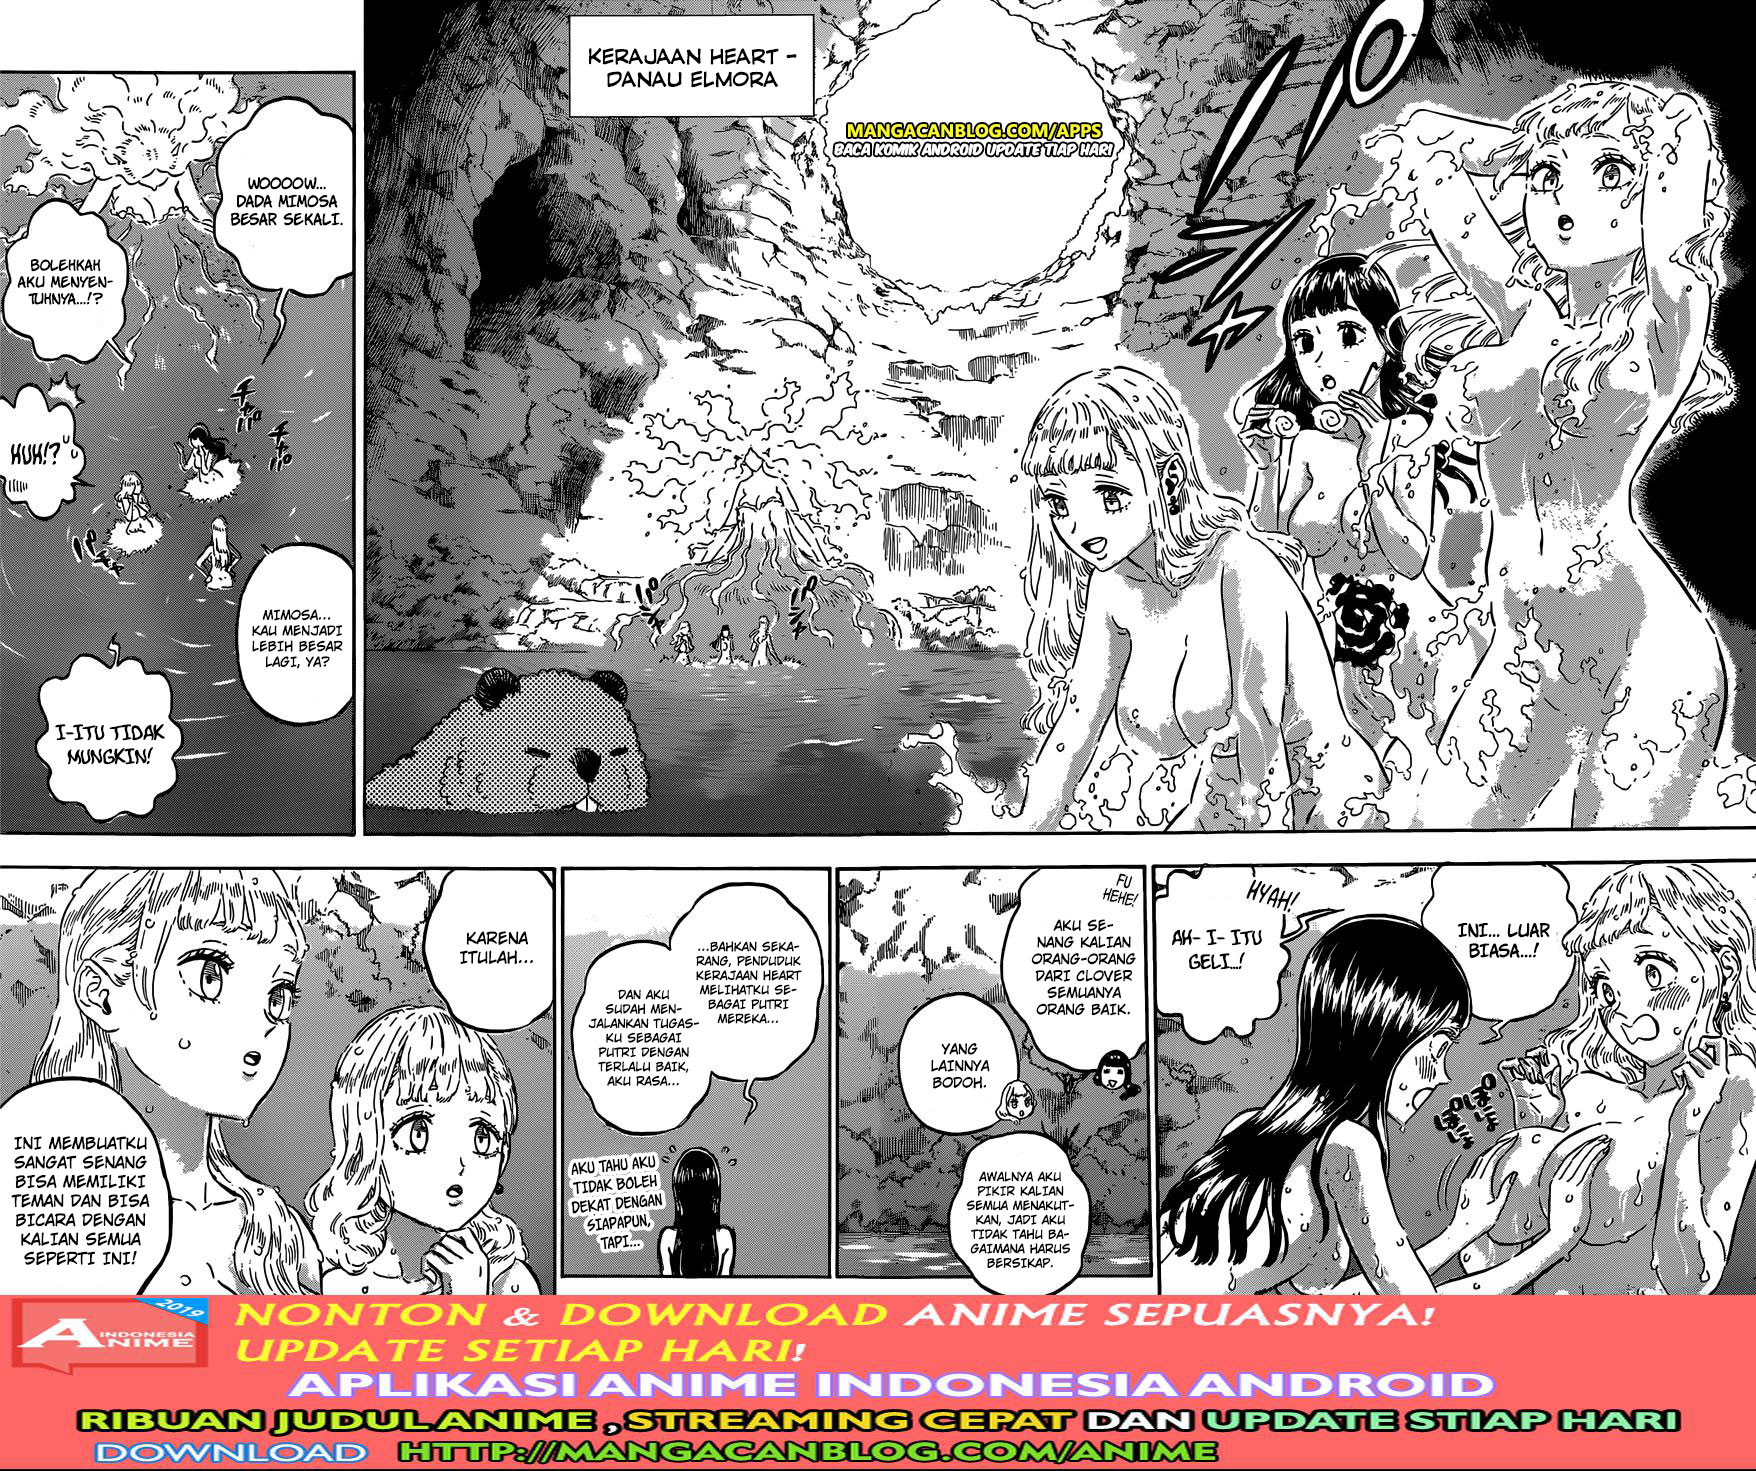 KERAJAAN HEART -
DANAU ELMORA
MANGACANBLOG.COM/APPS
BACA KOMIK ANDROID UPDATE TIAP HARI
WOOOOW...
DADA MIMOSA
BESAR SEKALI.
BOLEHKAH
AKU MENYEN-
TUHNYA...!?
HUH!?
MIMOSA...
KAU MENJADI
LEBIH BESAR
LAGI, YA?
I-ITU TIDAK
MUNGKIN!
INI... LUAR
BIASA...!
HYAH!
AH- I- ITU
GELI...!
FU
HEHE!
AKU SE-
NANG KALIAN
ORANG-ORANG
DARI CLOVER
SEMUANYA
ORANG BAIK.
YANG
LAINNYA
BODOH.
AWALNYA AKU
PIKIR KALIAN
SEMUA MENAKUT-
KAN, JADI AKU
TIDAK TAHU BA-
GAIMANA HARUS
BERSIKAP.
...BAHKAN SEKA-
RANG, PENDUDUK
KERAJAAN HEART
MELIHATKU SE-
BAGAI PUTRI
MEREKA...
DAN AKU
SUDAH MEN-
JALANKAN TUGAS-
KU SEBAGAI
PUTRI DENGAN
TERLALU BAIK,
AKU RASA...
AKU TAHU AKU
TIDAK BOLEH
DEKAT DENGAN
SIAPAPUN,
TAPI...
KARENA
ITULAH...
INI MEMBUATKU
SANGAT SENANG
BISA MEMILIKI
TEMAN DAN BISA
BICARA DENGAN
KALIAN SEMUA
SEPERTI INI!
2019
INDONESIA
ANIME
NONTON & DOWNLOAD ANIME SEPUASNYA!
UPDATE SETIAP HARI!
APLIKASI ANIME INDONESIA ANDROID
RIBUAN JUDUL ANIME , STREAMING CEPAT DAN UPDATE STIAP HARI
DOWNLOAD HTTP://MANGACANBLOG.COM/ANIME